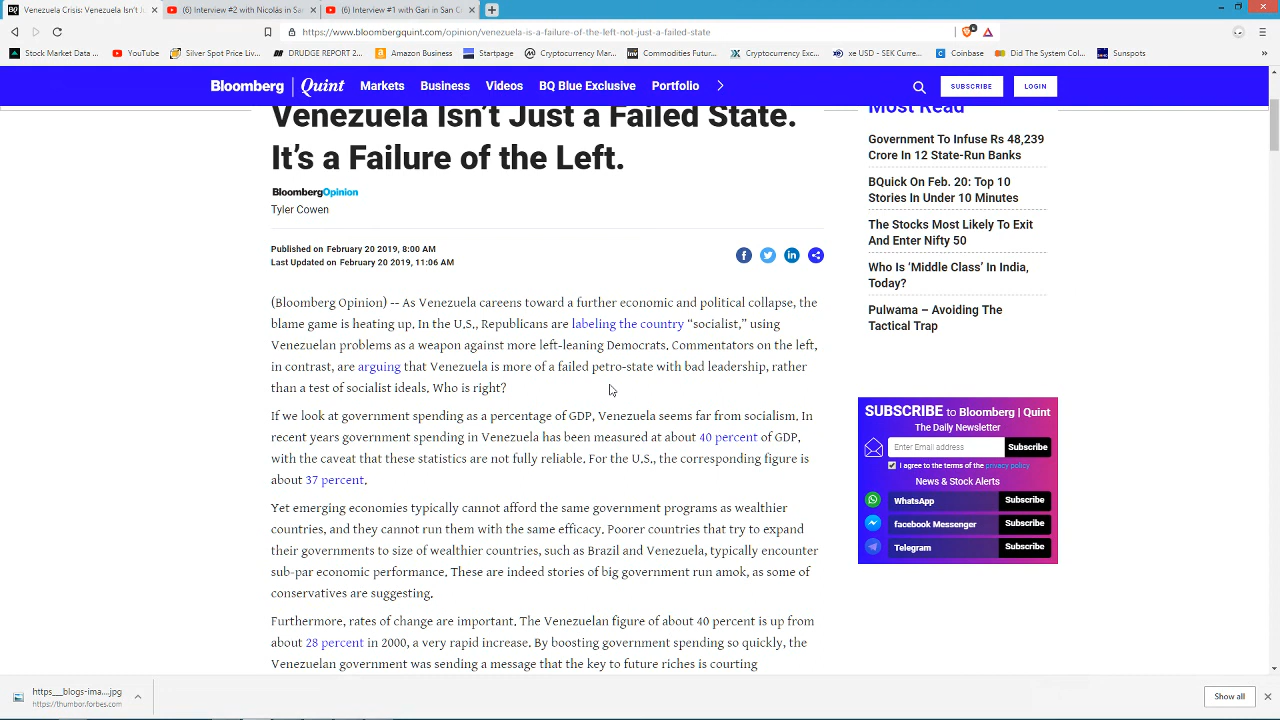 Venezuela Crisis: Venezuela Isn't Ju
(6) Interview #2 with Nicolás in Sa
(6) Interview #1 with Gari in San C
https://www.bloombergquint.com/opinion/venezuela-is-a-failure-of-the-left-not-just-a-failed-state
Stock Market Data ... YouTube Silver Spot Price Liv... DRUDGE REPORT 2... Amazon Business Startpage Cryptocurrency Mar... Commodities Futur... Cryptocurrency Exc... xe USD - SEK Curre... Coinbase Did The System Col... Sunspots
Bloomberg | Quint Markets Business Videos BQ Blue Exclusive Portfolio SUBSCRIBE LOGIN
Venezuela Isn't Just a Failed State.
It's a Failure of the Left.
BloombergOpinion
Tyler Cowen
Published on February 20 2019, 8:00 AM
Last Updated on February 20 2019, 11:06 AM
(Bloomberg Opinion) -- As Venezuela careens toward a further economic and political collapse, the
blame game is heating up. In the U.S., Republicans are labeling the country “socialist,” using
Venezuelan problems as a weapon against more left-leaning Democrats. Commentators on the left,
in contrast, are arguing that Venezuela is more of a failed petro-state with bad leadership, rather
than a test of socialist ideals. Who is right?
If we look at government spending as a percentage of GDP, Venezuela seems far from socialism. In
recent years government spending in Venezuela has been measured at about 40 percent of GDP,
with the caveat that these statistics are not fully reliable. For the U.S., the corresponding figure is
about 37 percent.
Yet emerging economies typically cannot afford the same government programs as wealthier
countries, and they cannot run them with the same efficacy. Poorer countries that try to expand
their governments to size of wealthier countries, such as Brazil and Venezuela, typically encounter
sub-par economic performance. These are indeed stories of big government run amok, as some of
conservatives are suggesting.
Furthermore, rates of change are important. The Venezuelan figure of about 40 percent is up from
about 28 percent in 2000, a very rapid increase. By boosting government spending so quickly, the
Venezuelan government was sending a message that the key to future riches is courting
Most Read
Government To Infuse Rs 48,239
Crore In 12 State-Run Banks
BQuick On Feb. 20: Top 10
Stories In Under 10 Minutes
The Stocks Most Likely To Exit
And Enter Nifty 50
Who Is ‘Middle Class’ In India,
Today?
Pulwama – Avoiding The
Tactical Trap
SUBSCRIBE to Bloomberg | Quint
The Daily Newsletter
Enter Email address Subscribe
I agree to the terms of the privacy policy
News & Stock Alerts
WhatsApp Subscribe
facebook Messenger Subscribe
Telegram Subscribe
https___blogs-ima....jpg
https://thumbor.forbes.com
Show all